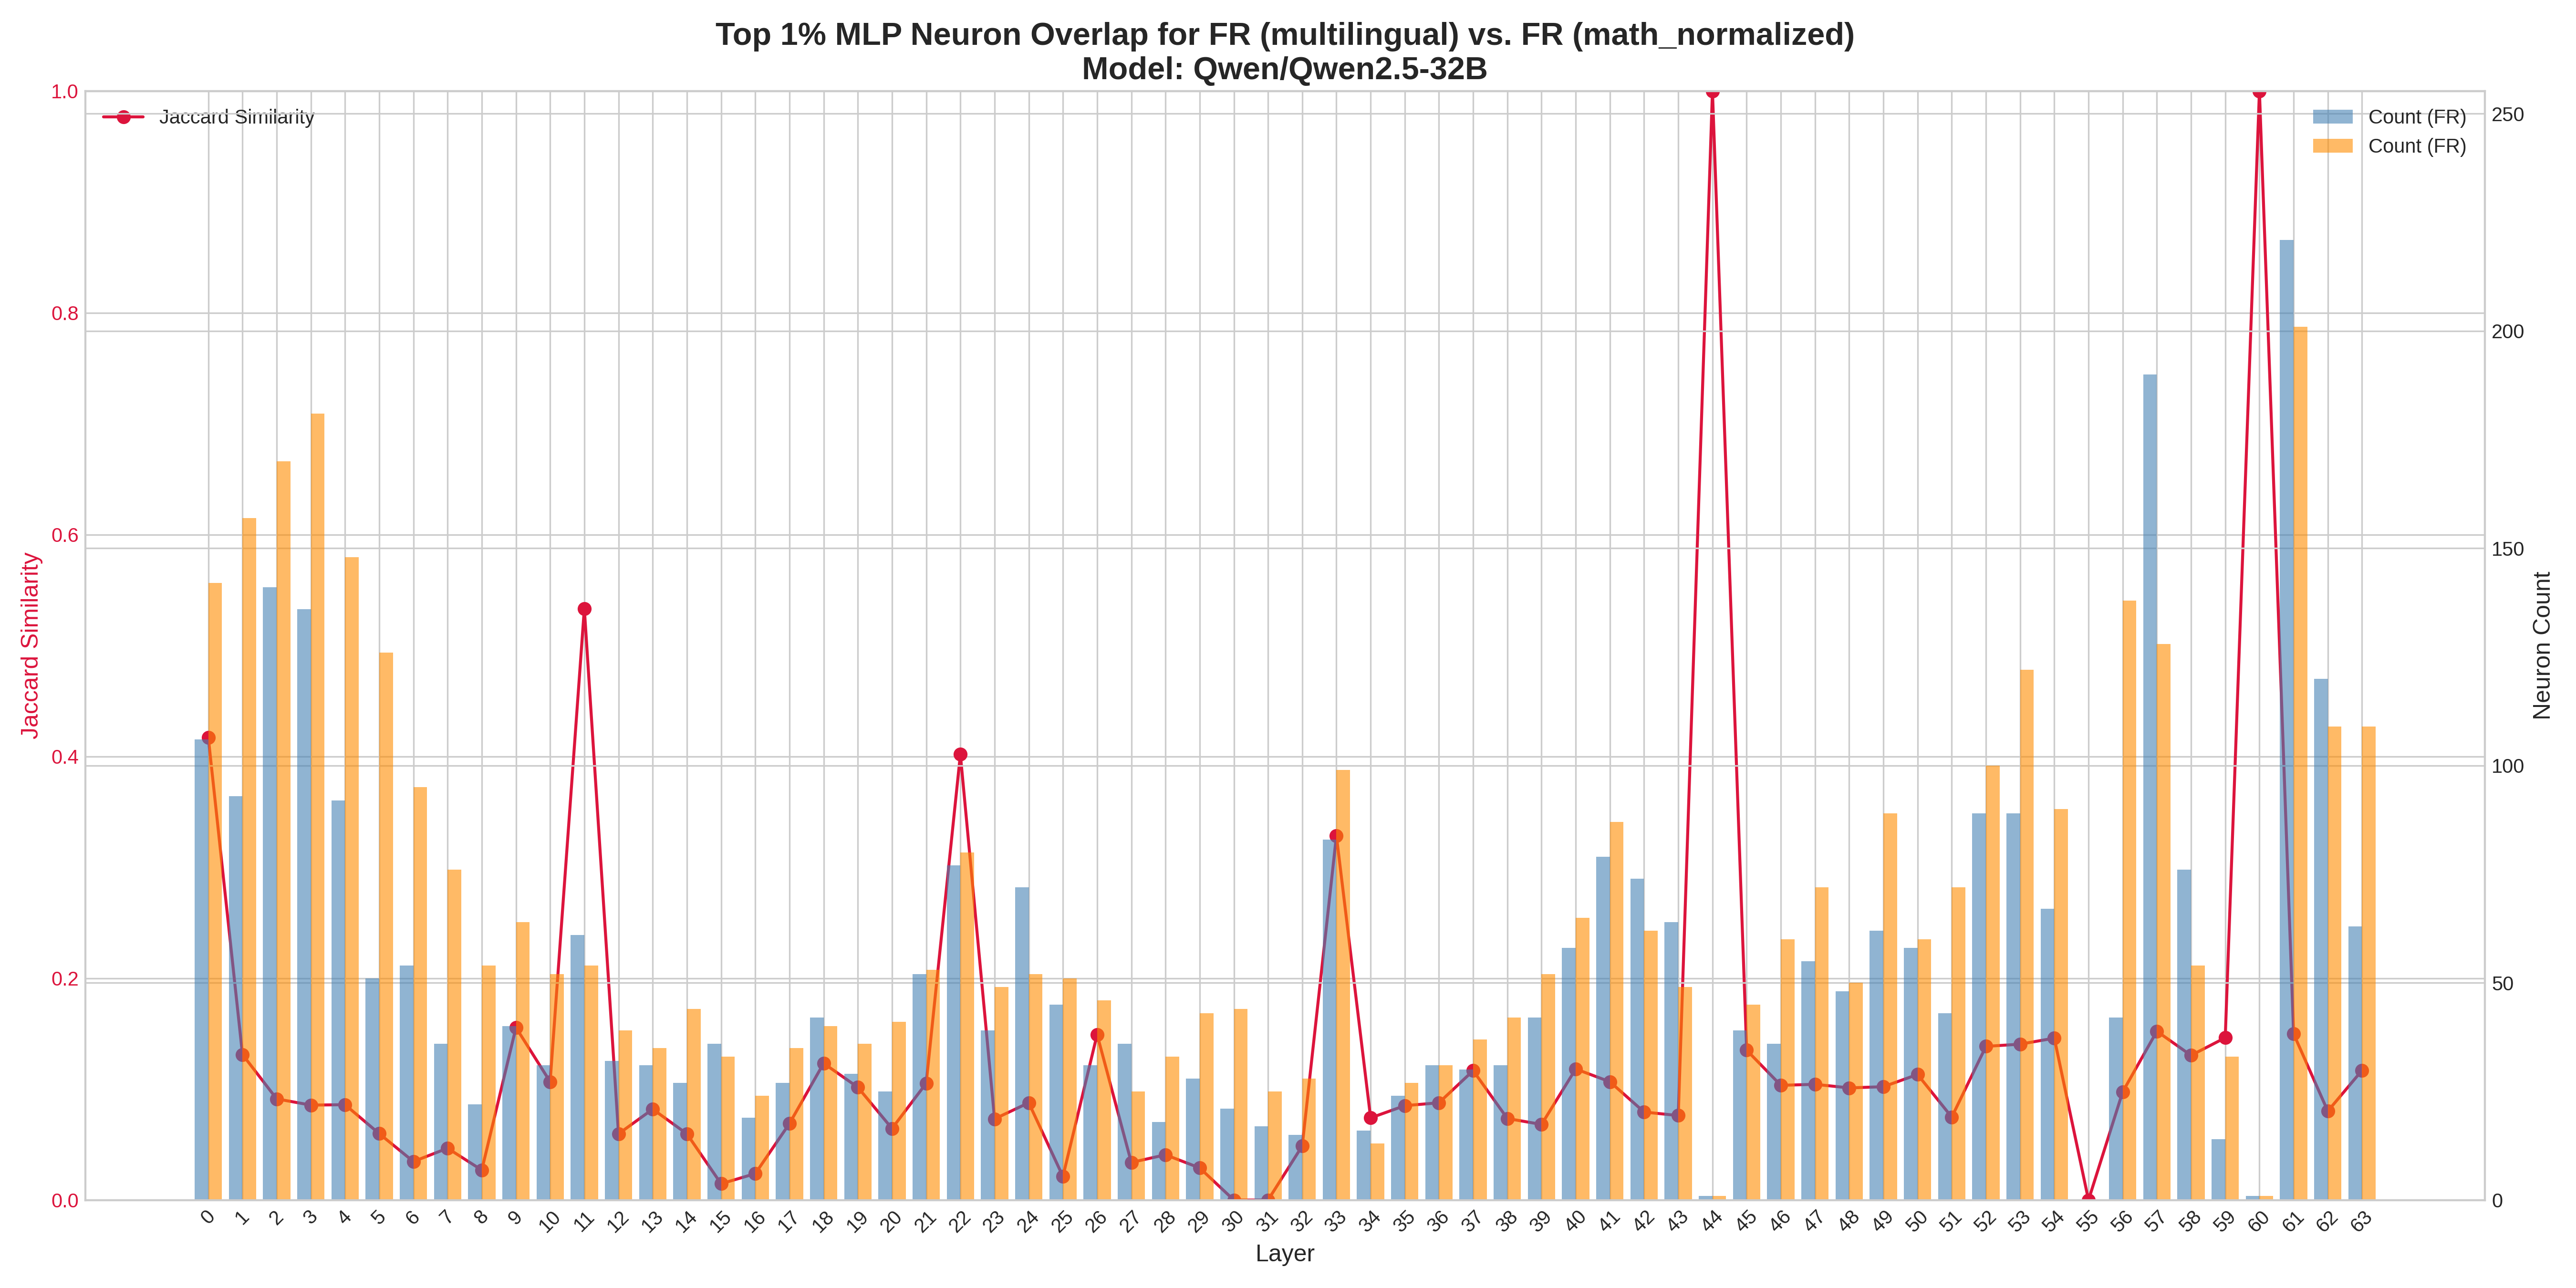 Top 1% MLP Neuron Overlap for FR (multilingual) vs. FR (math_normalized)
Model: Qwen/Qwen2.5-32B
Jaccard Similarity
Count (FR)
Count (FR)
Jaccard Similarity
1.0
0.8
0.6
0.4
0.2
0.0
250
200
150
100
50
0
Neuron Count
0 1 2 3 4 5 6 7 8 9 10 11 12 13 14 15 16 17 18 19 20 21 22 23 24 25 26 27 28 29 30 31 32 33 34 35 36 37 38 39 40 41 42 43 44 45 46 47 48 49 50 51 52 53 54 55 56 57 58 59 60 61 62 63
Layer